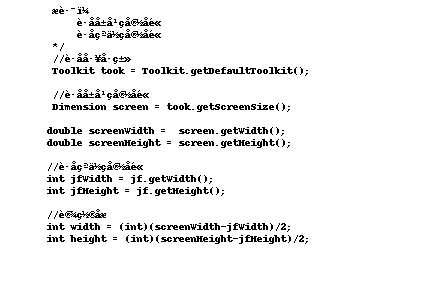 æè·¯ï¼
è·åå±å¹çå®½åé«
è·åçªä½çå®½åé«
*/
//è·åå·¥å·ç±»
Toolkit took = Toolkit.getDefaultToolkit();
//è·åå±å¹çå®½åé«
Dimension screen = took.getScreenSize();
double screenWidth =  screen.getWidth();
double screenHeight = screen.getHeight();
//è·åçªä½çå®½åé«
int jfWidth = jf.getWidth();
int jfHeight = jf.getHeight();
//è®¾ç½®åæ
int width = (int)(screenWidth-jfWidth)/2;
int height = (int)(screenHeight-jfHeight)/2;